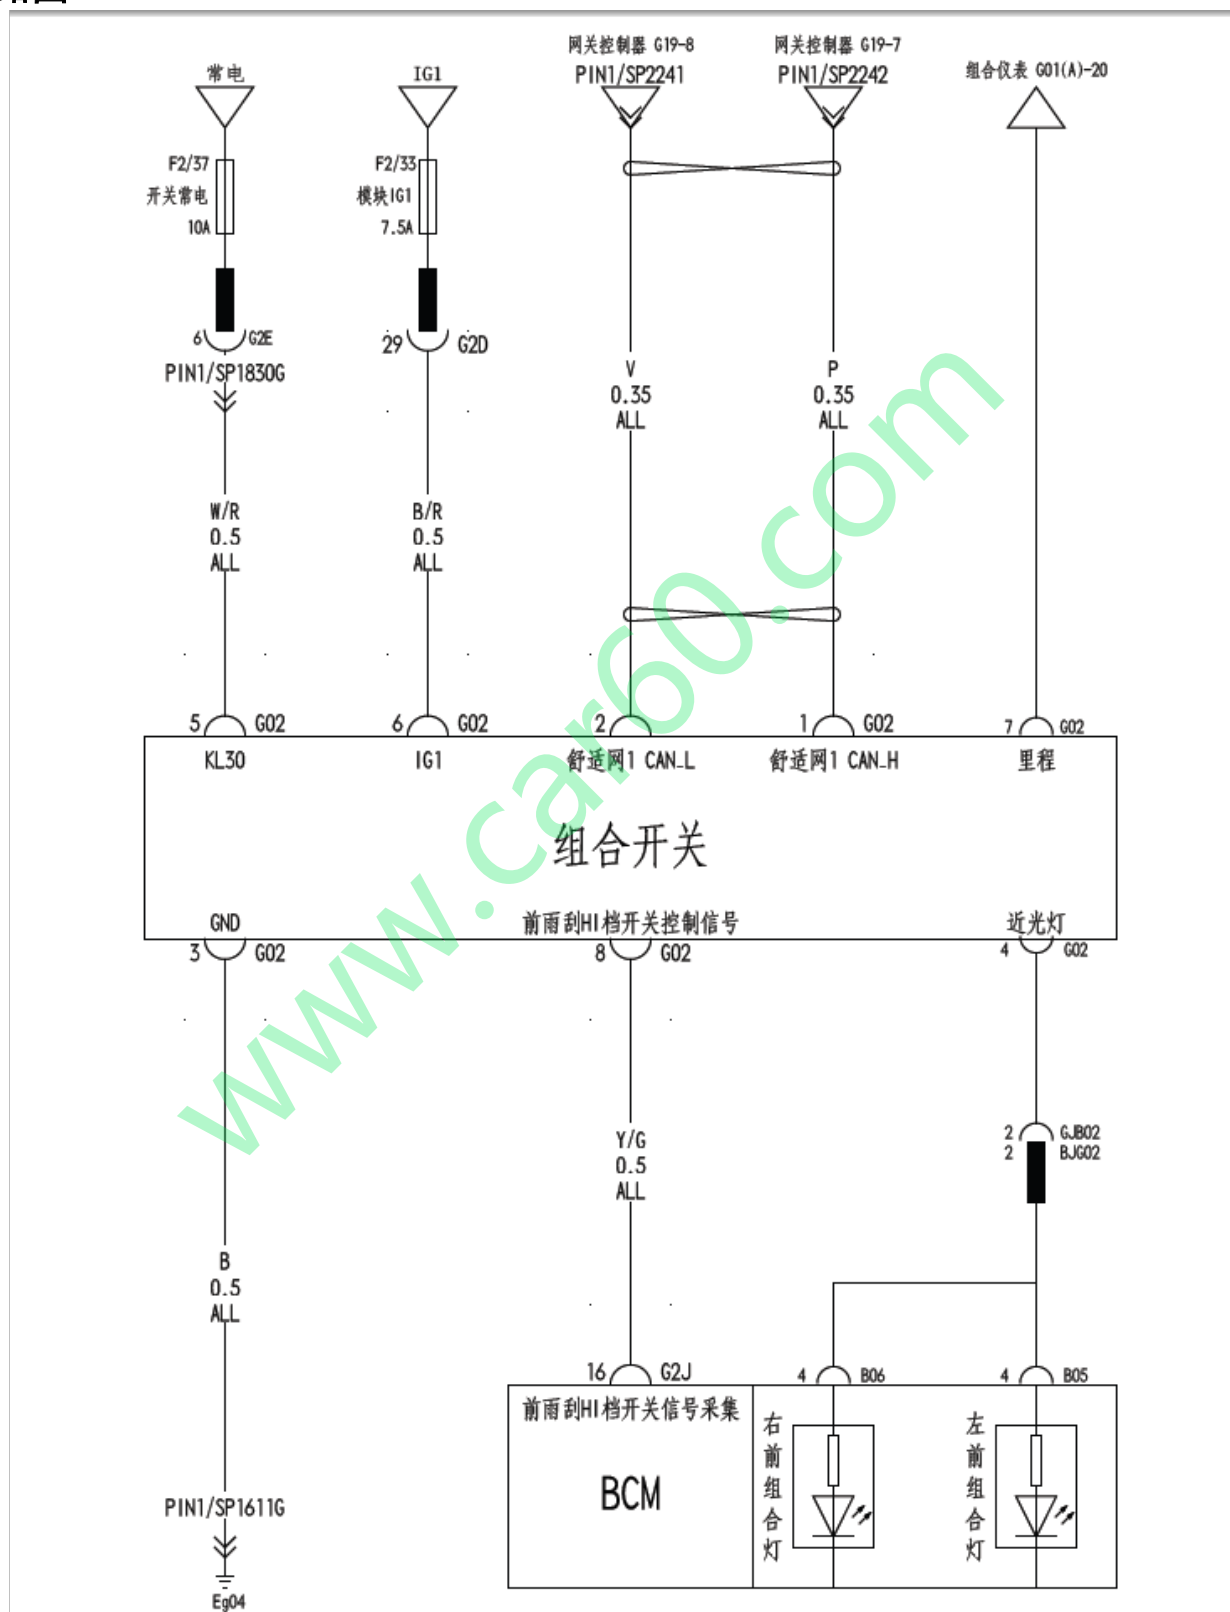 网关控制器 G19-8
网关控制器 G19-7
常电
IG1
PIN1/SP2241
PIN1/SP2242
组合仪表 G01(A)-20
F2/37
开关常电
10A
F2/33
模块IG1
7.5A
6
G2E
29
G2D
PIN1/SP1830G
V
0.35
ALL
P
0.35
ALL
W/R
0.5
ALL
B/R
0.5
ALL
5
G02
6
G02
2
1
G02
7
G02
KL30
IG1
舒适网1 CAN_L
舒适网1 CAN_H
里程
组合开关
GND
前雨刮HI档开关控制信号
近光灯
3
G02
8
G02
4
G02
www.car60.com
2
GJB02
2
BJG02
Y/G
0.5
ALL
B
0.5
ALL
16
G2J
4
B06
4
B05
前雨刮HI档开关信号采集
BCM
右前组合灯
左前组合灯
PIN1/SP1611G
Eg04